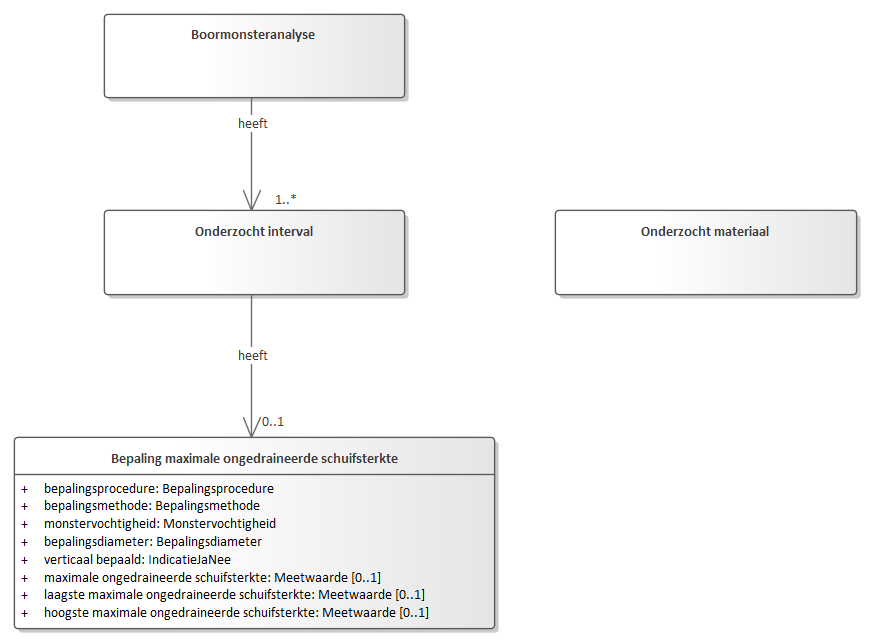 Boormonsteranalyse
heeft
1..*
Onderzocht interval
Onderzocht materiaal
heeft
0..1
Bepaling maximale ongedraineerde schuifsterkte
+ bepalingsprocedure: Bepalingsprocedure
+ bepalingsmethode: Bepalingsmethode
+ monstervochtigheid: Monstervochtigheid
+ bepalingsdiameter: Bepalingsdiameter
+ verticaal bepaald: IndicatieJaNee
+ maximale ongedraineerde schuifsterkte: Meetwaarde [0..1]
+ laagste maximale ongedraineerde schuifsterkte: Meetwaarde [0..1]
+ hoogste maximale ongedraineerde schuifsterkte: Meetwaarde [0..1]